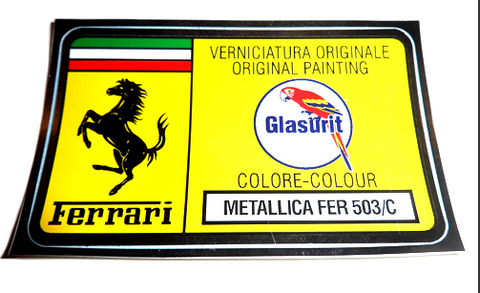 VERNICIATURA ORIGINALE
ORIGINAL PAINTING
Glasurit
COLORE-COLOUR
Ferrari
METALLICA FER 503/C